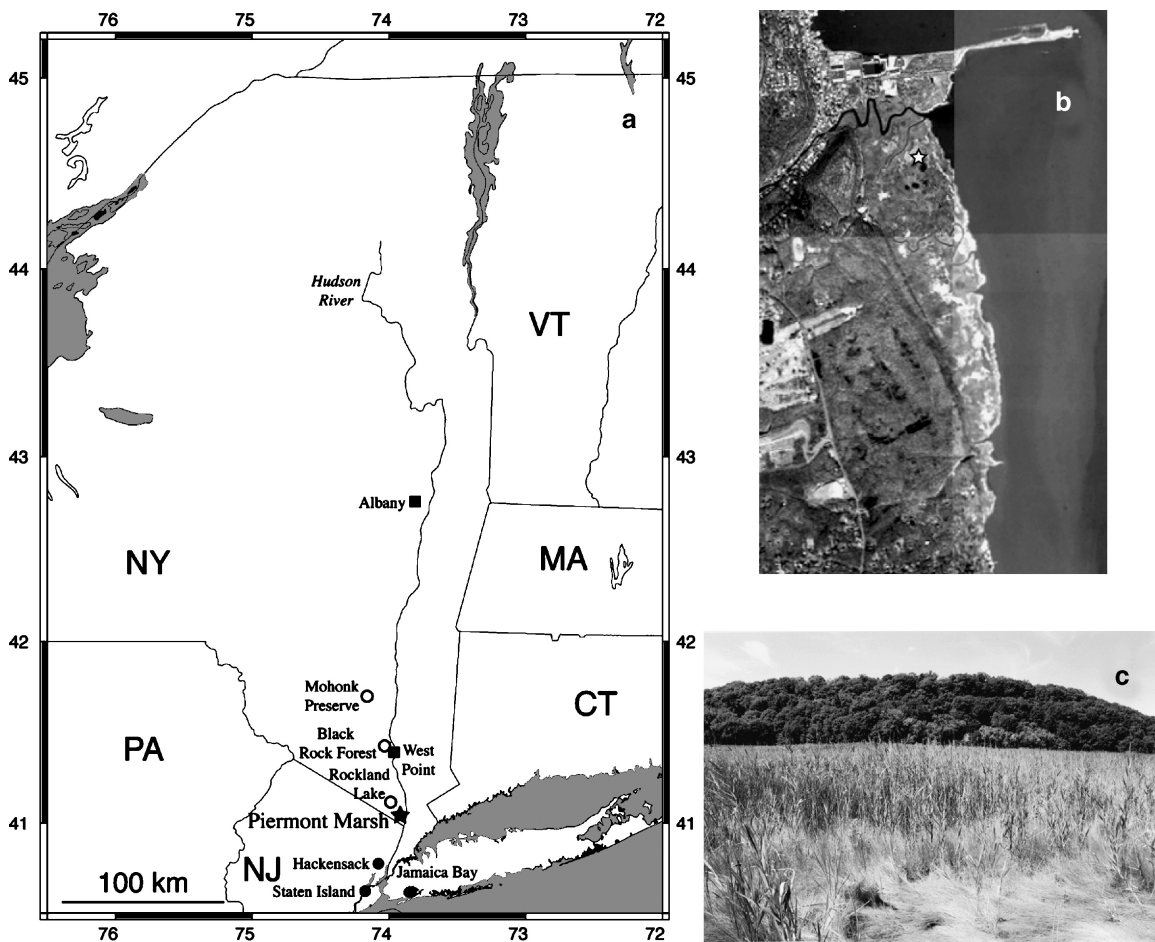 76
75
74
73
72
45
44
43
42
41
a
Hudson
River
VT
Albany
NY
MA
Mohonk
Preserve
CT
Black
Rock Forest
West
Point
PA
Rockland
Lake
Piermont Marsh
NJ
Hackensack
Jamaica Bay
Staten Island
100 km
45
44
43
42
41
76
75
74
73
72
b
c